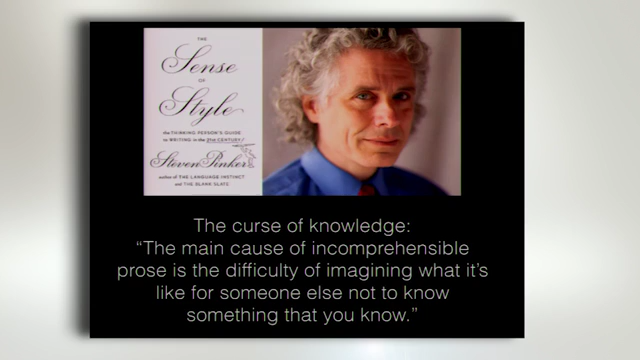 THE
Sense
OF
Style
the THINKING PERSON'S GUIDE
to WRITING in the 21st CENTURY!
Steven Pinker
author of THE LANGUAGE INSTINCT
and THE BLANK SLATE
The curse of knowledge:
“The main cause of incomprehensible
prose is the difficulty of imagining what it's
like for someone else not to know
something that you know.”